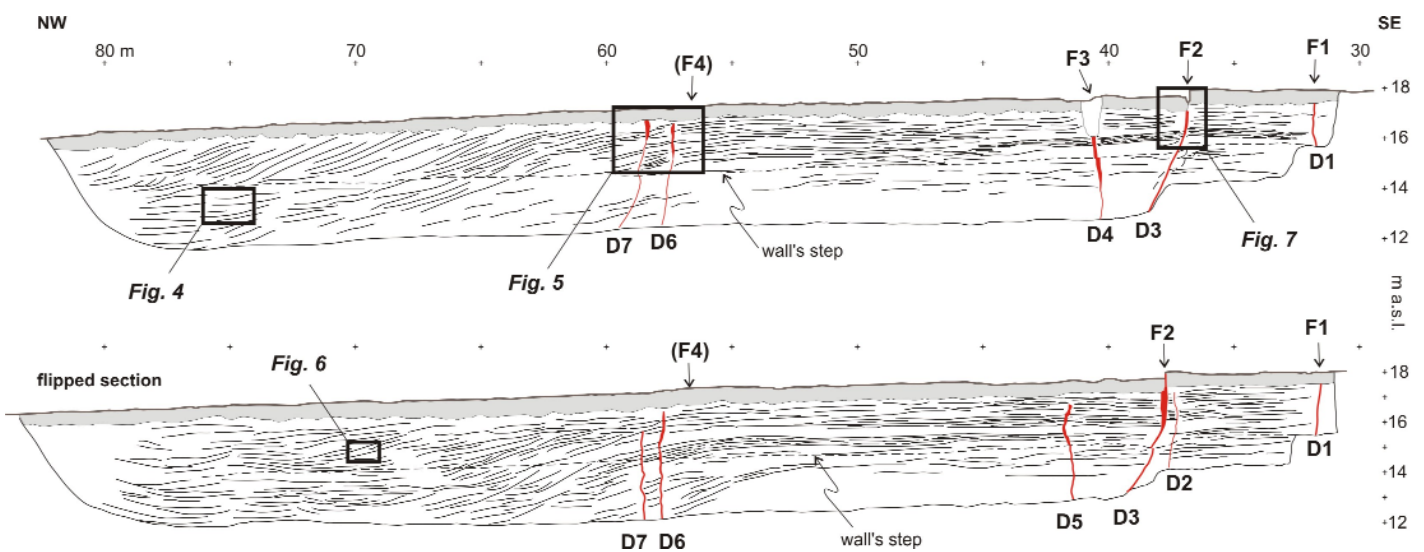 NW SE
80 m 70 60 50 40 30
(F4) F3 F2 F1
+18
+16
+14
+12
D1
D7 D6 D4 D3
wall's step
Fig. 4 Fig. 5 Fig. 7
m a.s.l.
Fig. 6 (F4) F2 F1
flipped section
+18
+
+16
+
+14
+
+12
D1
D2
D7 D6 D5 D3
wall's step